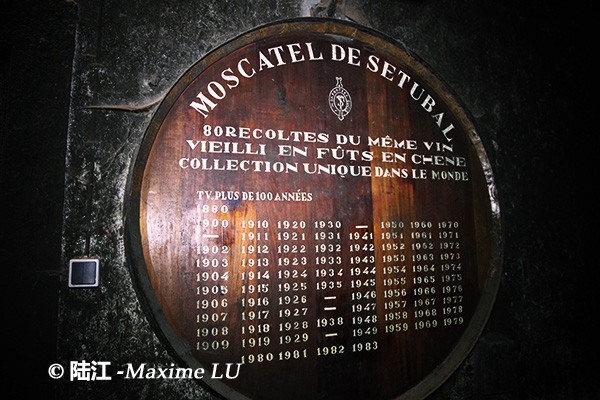 MOSCATEL DE SETUBAL
80 RECOLTES DU MÊME VIN
VIEILLI EN FÛTS EN CHENE
COLLECTION UNIQUE DANS LE MONDE
T.V. PLUS DE 100 ANNÉES
1880
1900 1910 1920 1930 — 1950 1960 1970
— 1911 1921 1931 1941 1951 1961 1971
1902 1912 1922 1932 1942 1952 1962 1972
1903 1913 1923 1933 1943 1953 1963 1973
1904 1914 1924 1934 1944 1954 1964 1974
1905 1915 1925 1935 1945 1955 1965 1975
1906 1916 1926 — 1946 1956 1966 1976
1907 1917 1927 — 1947 1957 1967 1977
1908 1918 1928 1938 1948 1958 1968 1978
1909 1919 1929 — 1949 1959 1969 1979
1980 1981 1982 1983
© 陆江 -Maxime LU